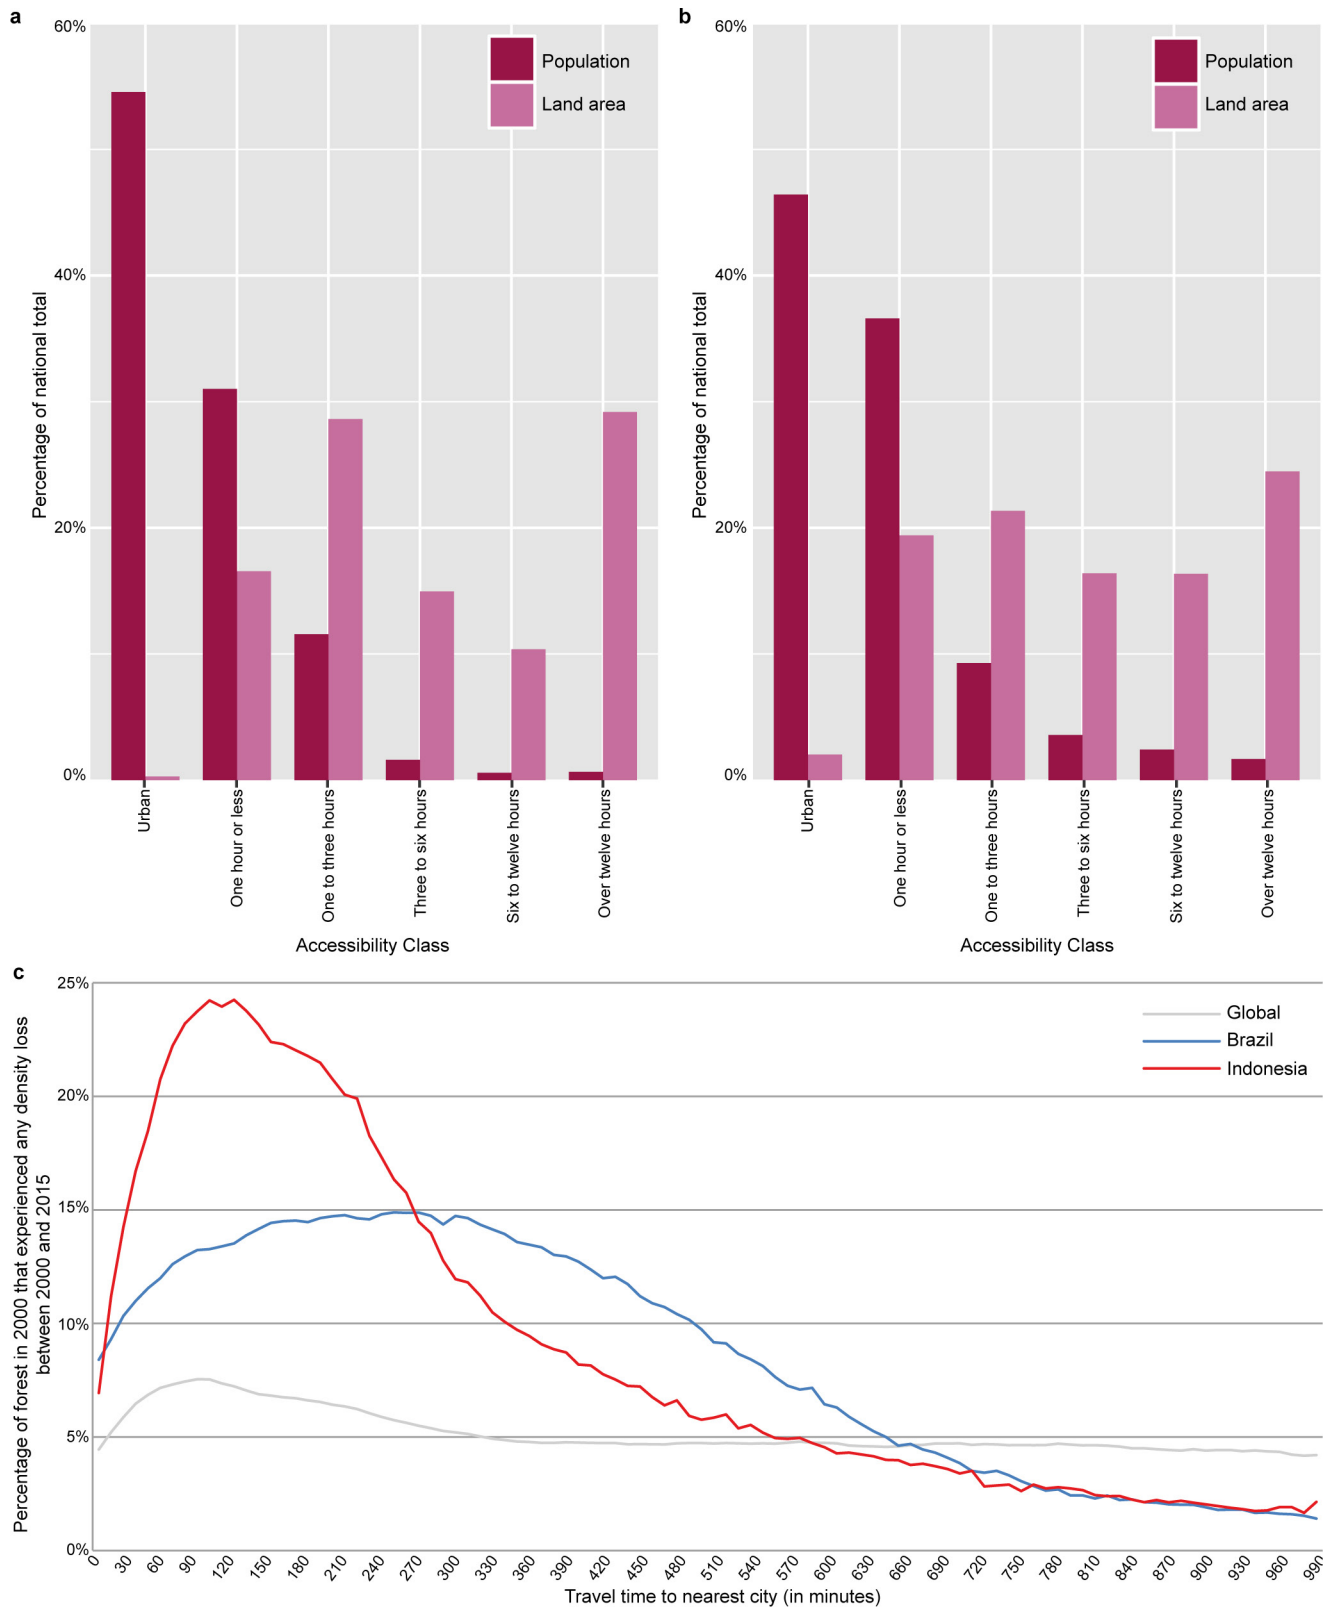 a
60%
40%
20%
0%
Percentage of national total
Population
Land area
Urban
One hour or less
One to three hours
Three to six hours
Six to twelve hours
Over twelve hours
Accessibility Class
b
60%
40%
20%
0%
Percentage of national total
Population
Land area
Urban
One hour or less
One to three hours
Three to six hours
Six to twelve hours
Over twelve hours
Accessibility Class
c
25%
20%
15%
10%
5%
0%
Percentage of forest in 2000 that experienced any density loss
between 2000 and 2015
Global
Brazil
Indonesia
0 30 60 90 120 150 180 210 240 270 300 330 360 390 420 450 480 510 540 570 600 630 660 690 720 750 780 810 840 870 900 930 960 990
Travel time to nearest city (in minutes)